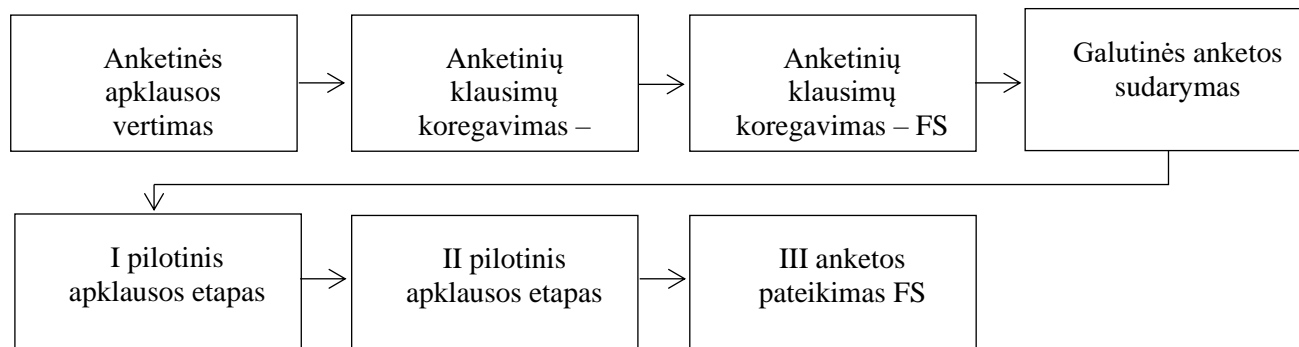 Anketinės
apklausos
vertimas
Anketinių
klausimų
koregavimas –
Anketinių
klausimų
koregavimas – FS
Galutinės anketos
sudarymas
I pilotinis
apklausos etapas
II pilotinis
apklausos etapas
III anketos
pateikimas FS